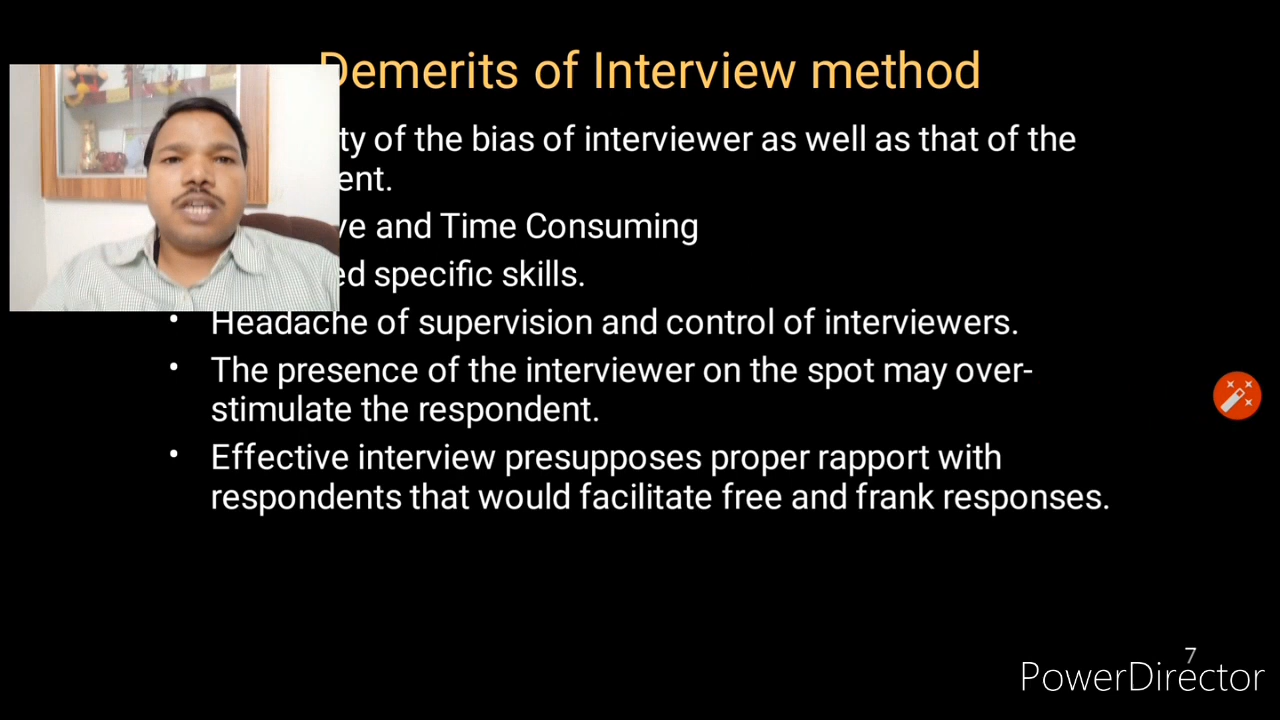 Demerits of Interview method
ty of the bias of interviewer as well as that of the
ent.
ve and Time Consuming
ed specific skills.
• Headache of supervision and control of interviewers.
• The presence of the interviewer on the spot may over-
stimulate the respondent.
• Effective interview presupposes proper rapport with
respondents that would facilitate free and frank responses.
7
PowerDirector